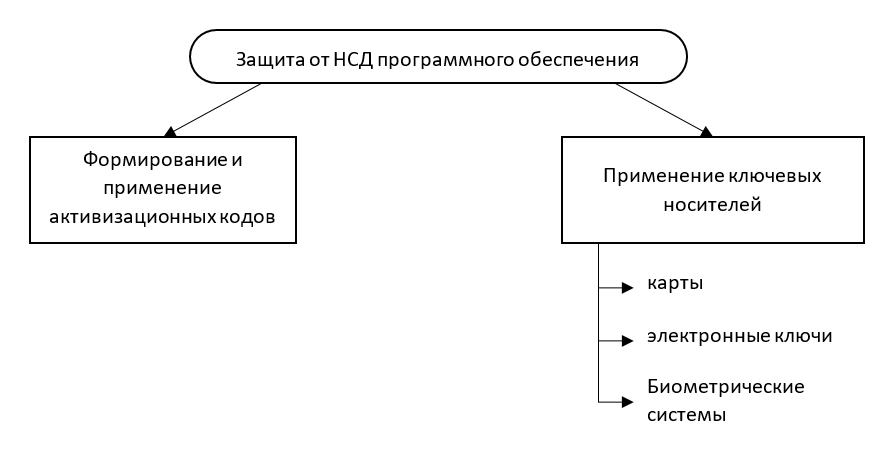 Защита от НСД программного обеспечения
Формирование и
применение
активизационных кодов
Применение ключевых
носителей
карты
электронные ключи
Биометрические
системы